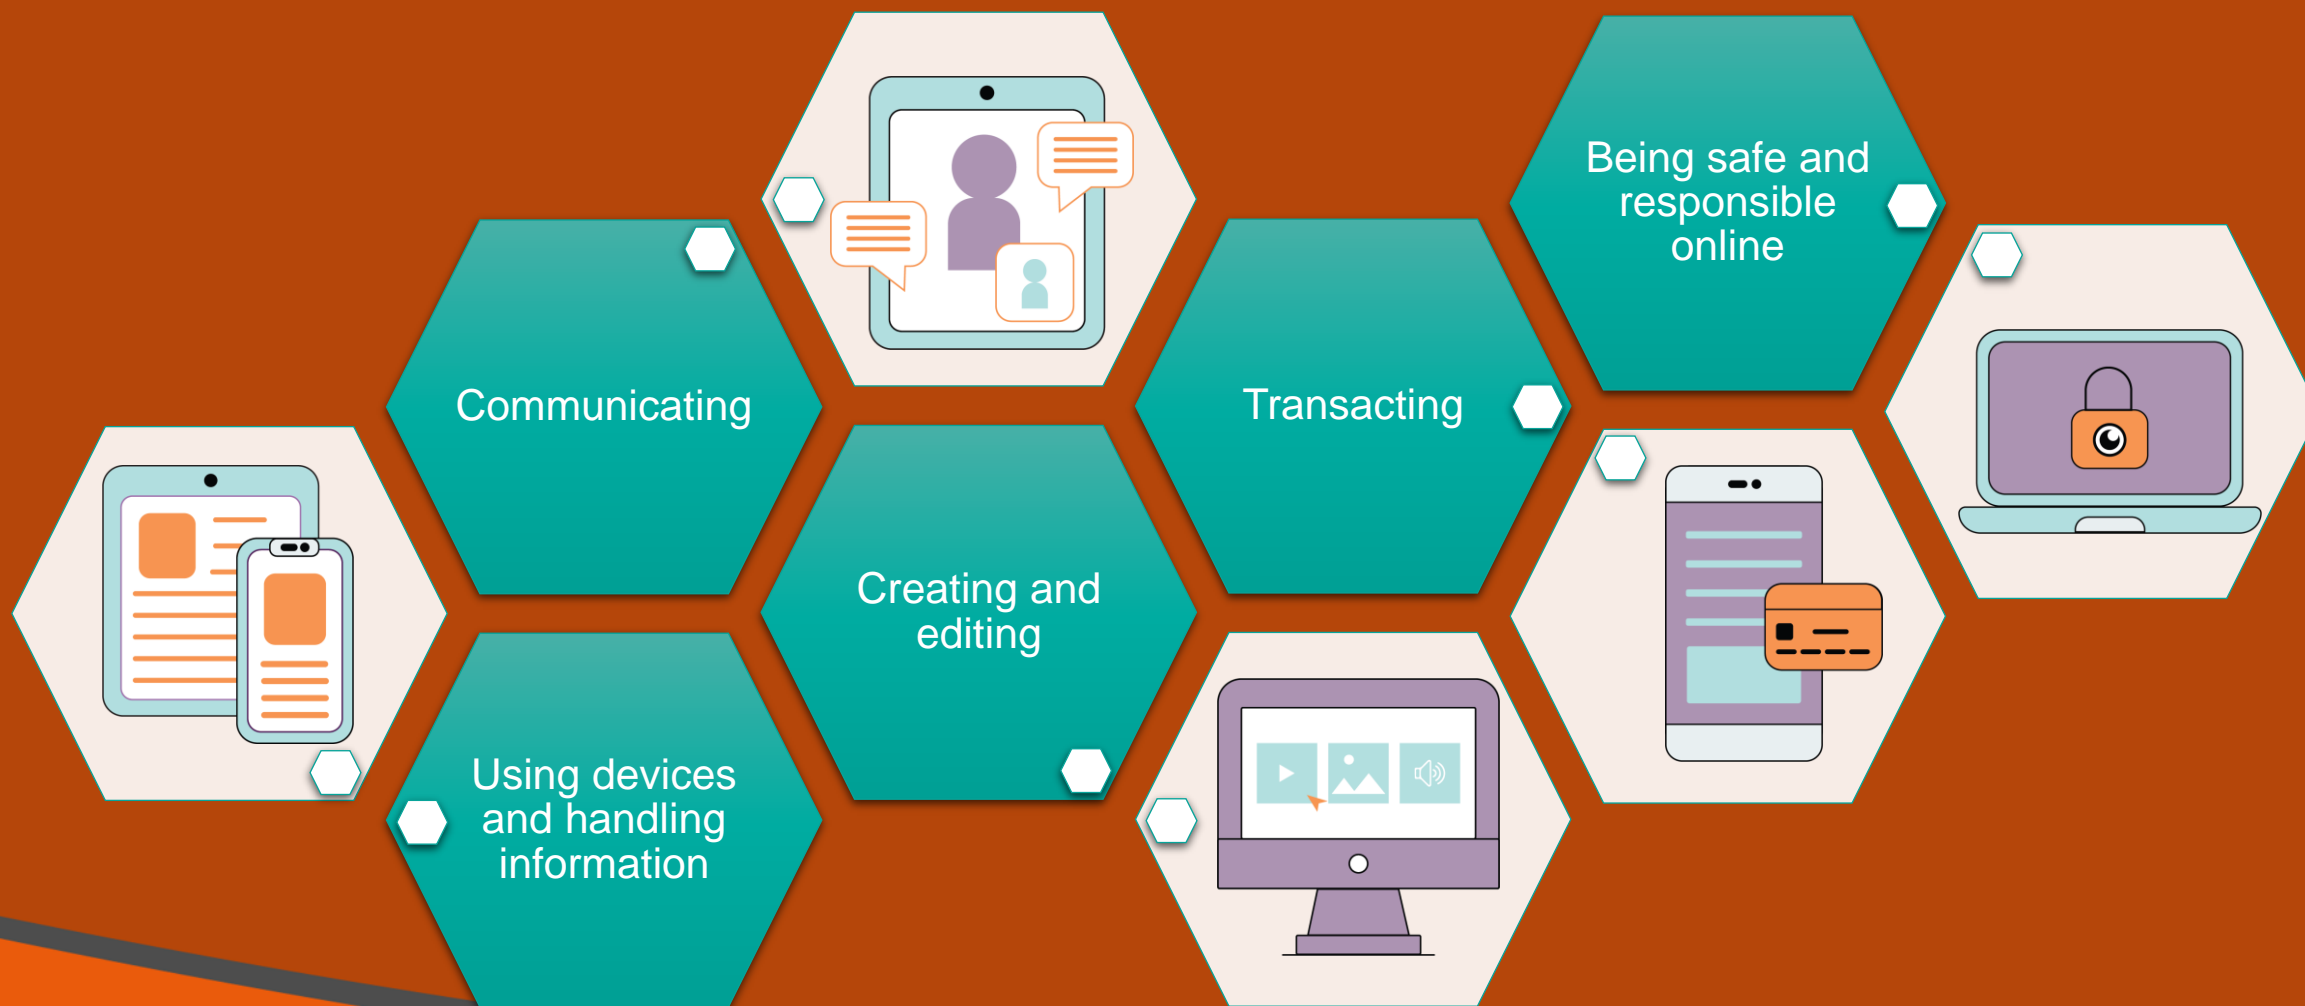 Being safe and
responsible
online
Communicating
Transacting
Creating and
editing
Using devices
and handling
information